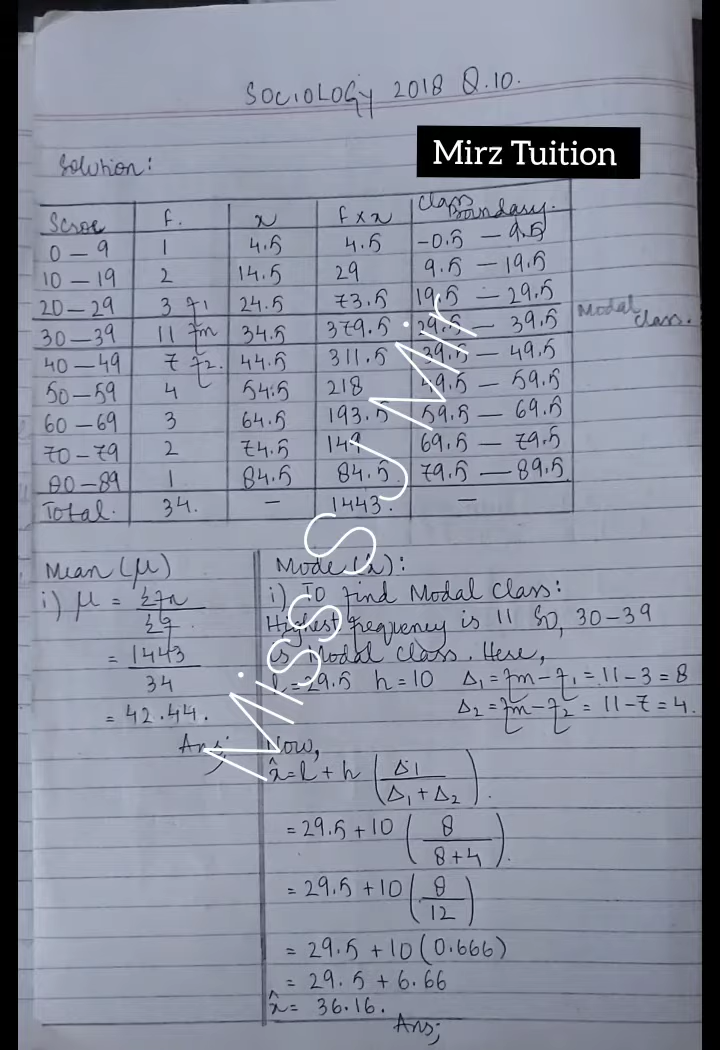 SOCIOLOGY 2018 Q.10.
Mirz Tuition
Solution:
Scroe f. x f × x Class Boundary.
0 – 9 1 4.5 4.5 -0.5 – 9.5
10 – 19 2 14.5 29 9.5 – 19.5
20 – 29 3 f1 24.5 73.5 19.5 – 29.5
30 – 39 11 fm 34.5 379.5 29.5 – 39.5 Modal class.
40 – 49 7 f2. 44.5 311.5 39.5 – 49.5
50 – 59 4 54.5 218 49.5 – 59.5
60 – 69 3 64.5 193.5 59.5 – 69.5
70 – 79 2 74.5 149 69.5 – 79.5
80 – 89 1 84.5 84.5 79.5 – 89.5
Total. 34. – 1443. –
Miss S J Mir
Mean (μ)
i) μ = Σfx / Σf
= 1443 / 34
= 42.44.
Ans;
Mode (x̂):
i) To find Modal Class:
Highest frequency is 11 so, 30 – 39
is Modal class. Here,
l = 29.5 h = 10 Δ1 = fm – f1 = 11 – 3 = 8
Δ2 = fm – f2 = 11 – 7 = 4.
Now,
x̂ = l + h (Δ1 / Δ1 + Δ2).
= 29.5 + 10 (8 / 8+4).
= 29.5 + 10 (8 / 12)
= 29.5 + 10 (0.666)
= 29.5 + 6.66
x̂ = 36.16.
Ans;